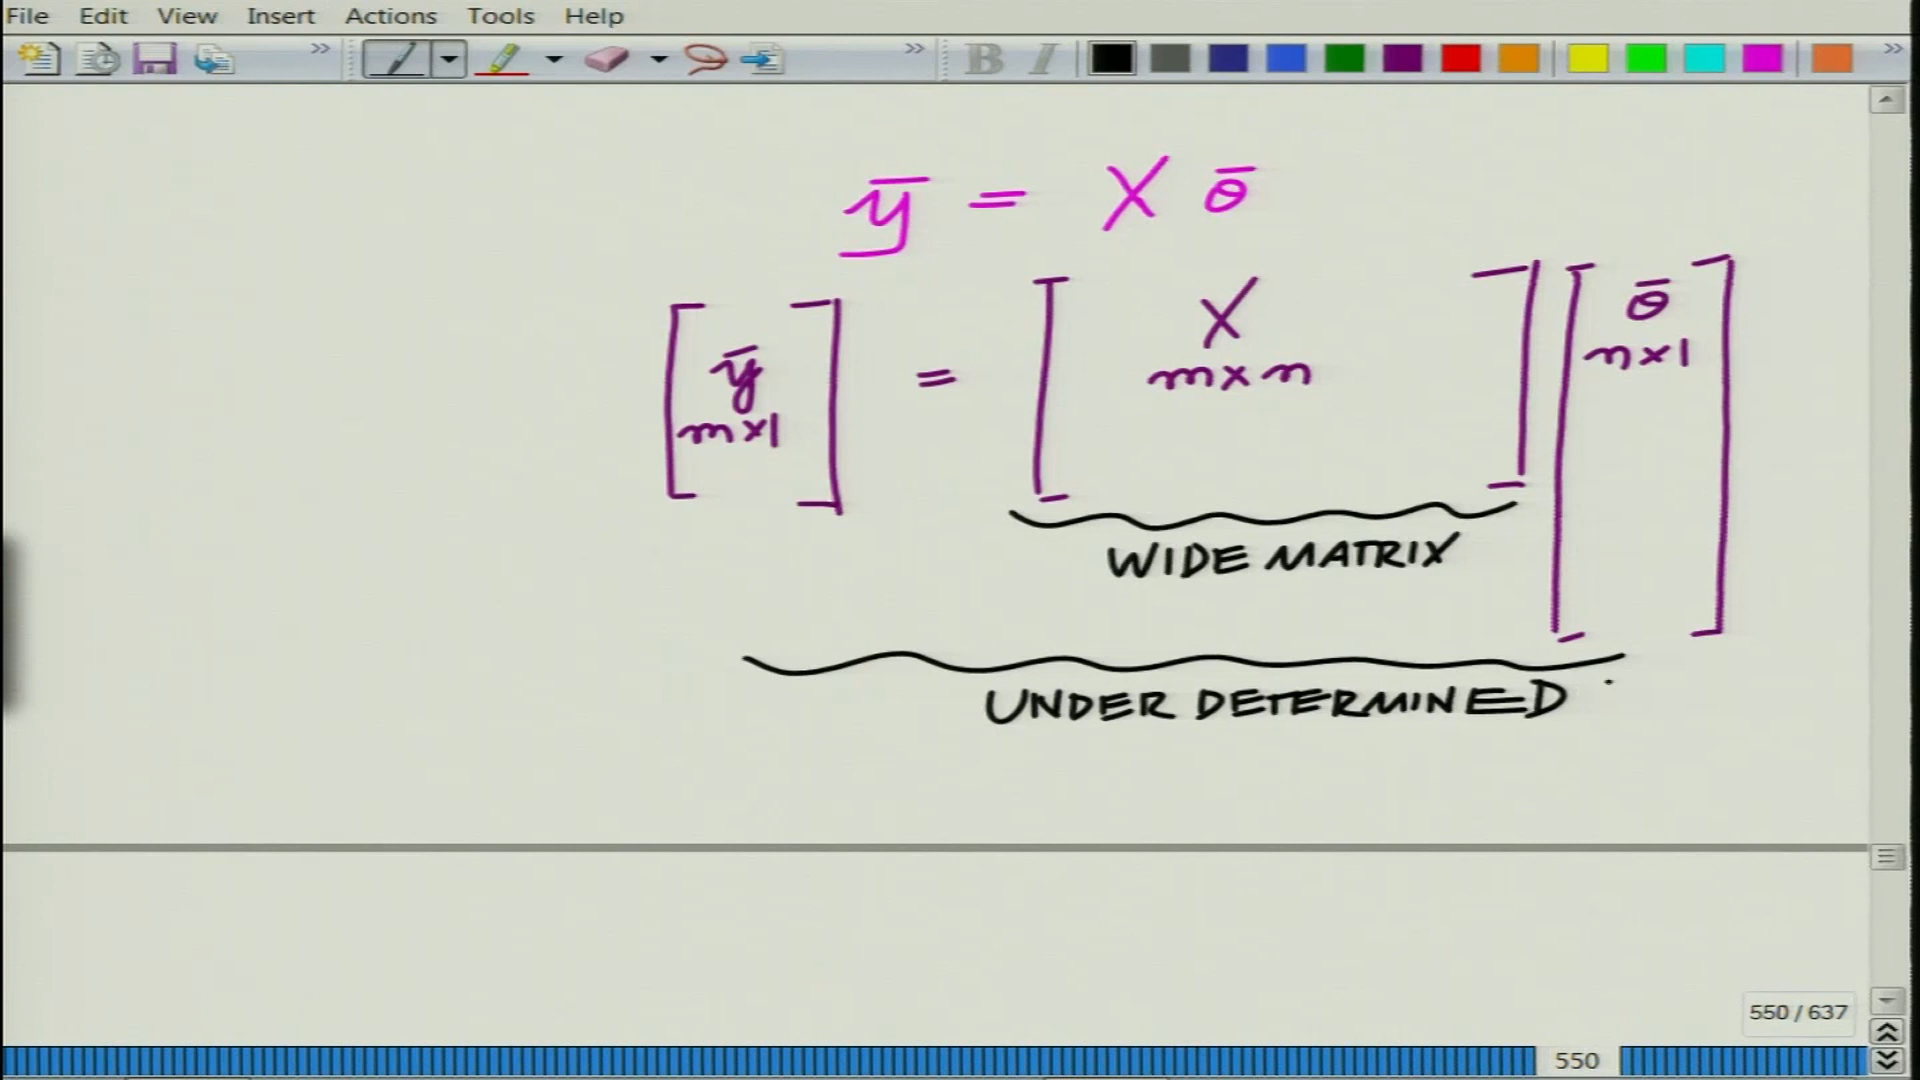 File Edit View Insert Actions Tools Help
B I
ȳ = X θ̄
[ȳ m×1] = [X m×n] [θ̄ n×1]
WIDE MATRIX
UNDER DETERMINED
550 / 637
550